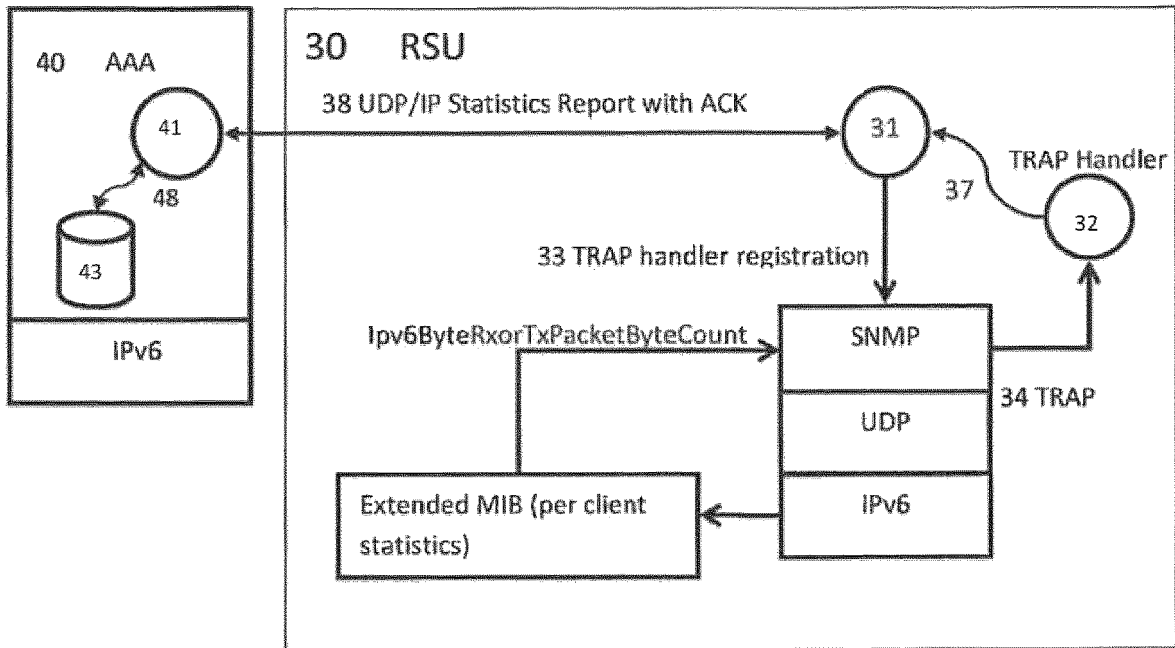 40 AAA
41
48
43
IPv6
30 RSU
38 UDP/IP Statistics Report with ACK
31
TRAP Handler
37
32
33 TRAP handler registration
Ipv6ByteRxorTxPacketByteCount
SNMP
34 TRAP
UDP
IPv6
Extended MIB (per client
statistics)